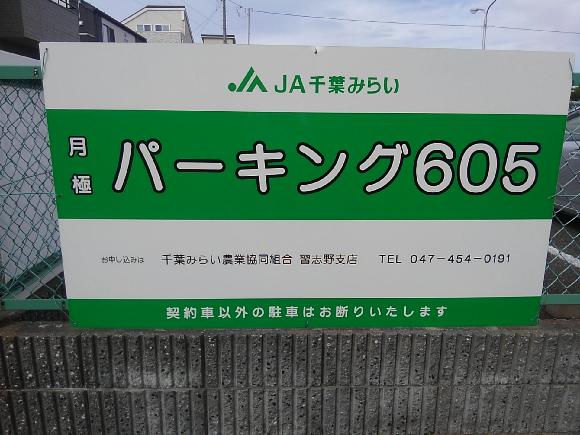 JA千葉みらい
月極 パーキング605
お申し込みは 千葉みらい農業協同組合 習志野支店 TEL 047-454-0191
契約車以外の駐車はお断りいたします